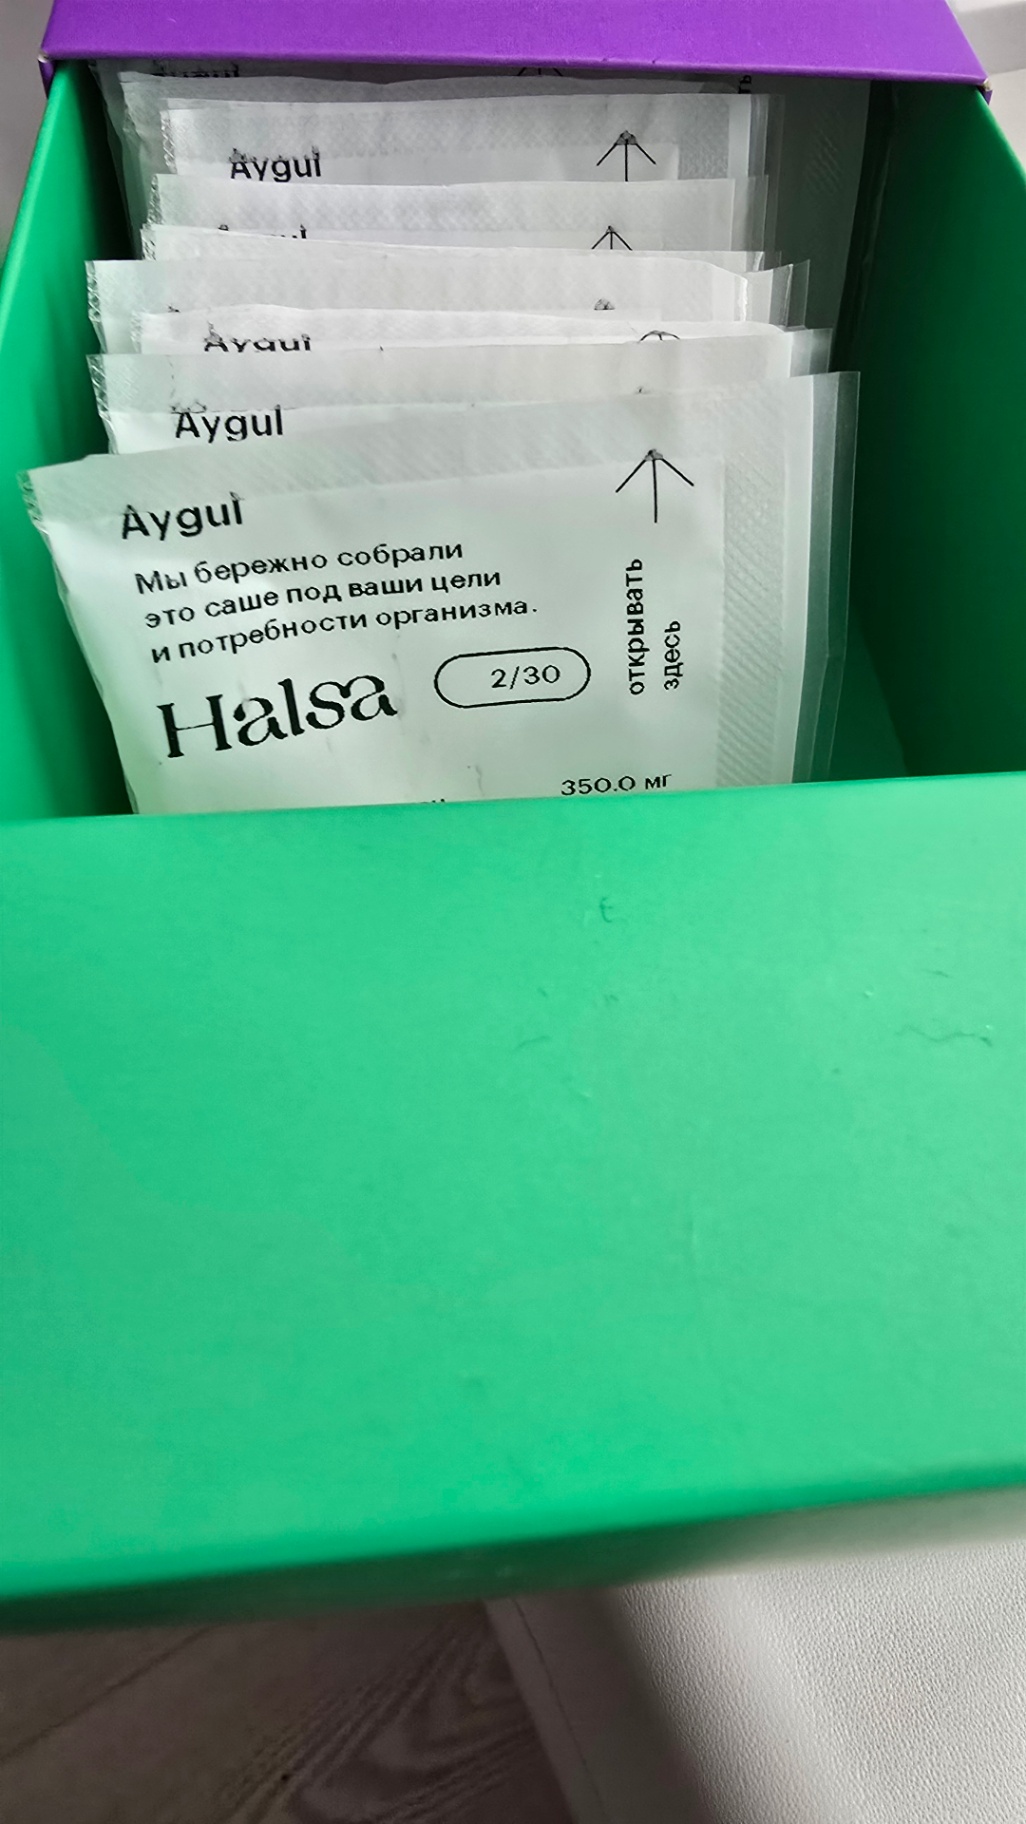 Aygul
Aygul
Aygul
Aygul
Мы бережно собрали
это саше под ваши цели
и потребности организма.
Halsa
2/30
открывать
здесь
350.0 мг